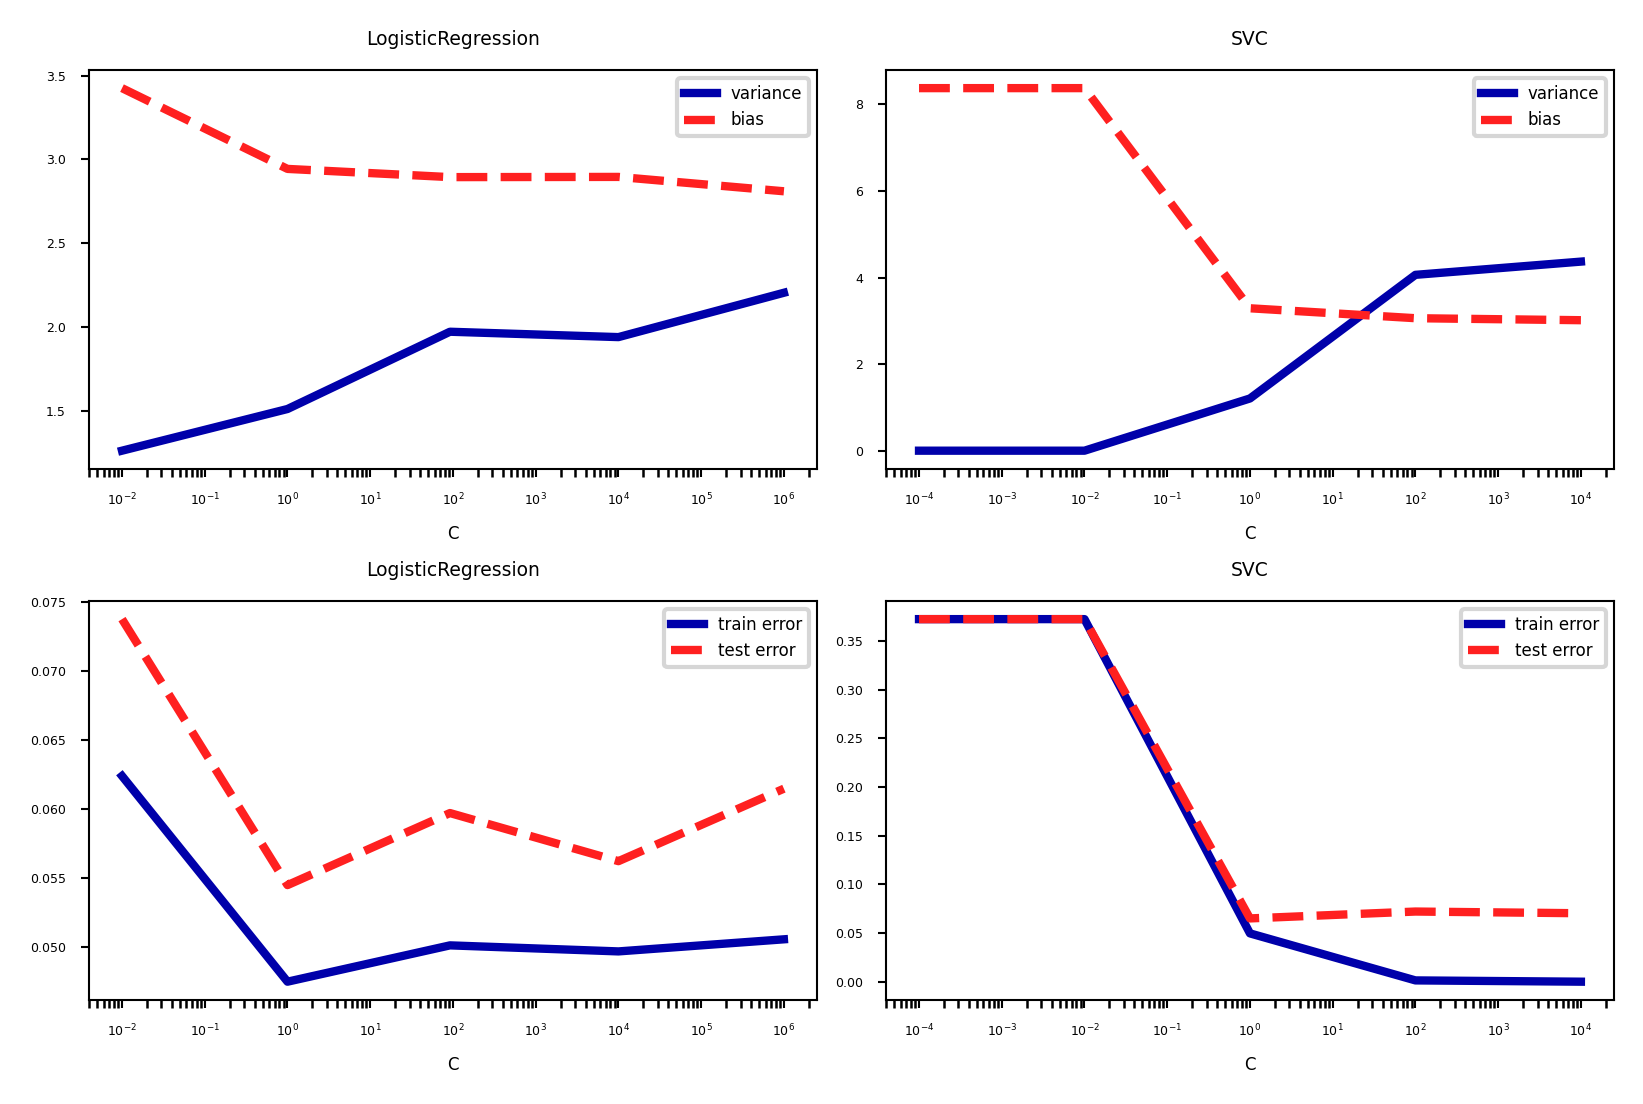 LogisticRegression
3.5
3.0
2.5
2.0
1.5
variance
bias
10⁻² 10⁻¹ 10⁰ 10¹ 10² 10³ 10⁴ 10⁵ 10⁶
C
SVC
8
6
4
2
0
variance
bias
10⁻⁴ 10⁻³ 10⁻² 10⁻¹ 10⁰ 10¹ 10² 10³ 10⁴
C
LogisticRegression
0.075
0.070
0.065
0.060
0.055
0.050
train error
test error
10⁻² 10⁻¹ 10⁰ 10¹ 10² 10³ 10⁴ 10⁵ 10⁶
C
SVC
0.35
0.30
0.25
0.20
0.15
0.10
0.05
0.00
train error
test error
10⁻⁴ 10⁻³ 10⁻² 10⁻¹ 10⁰ 10¹ 10² 10³ 10⁴
C